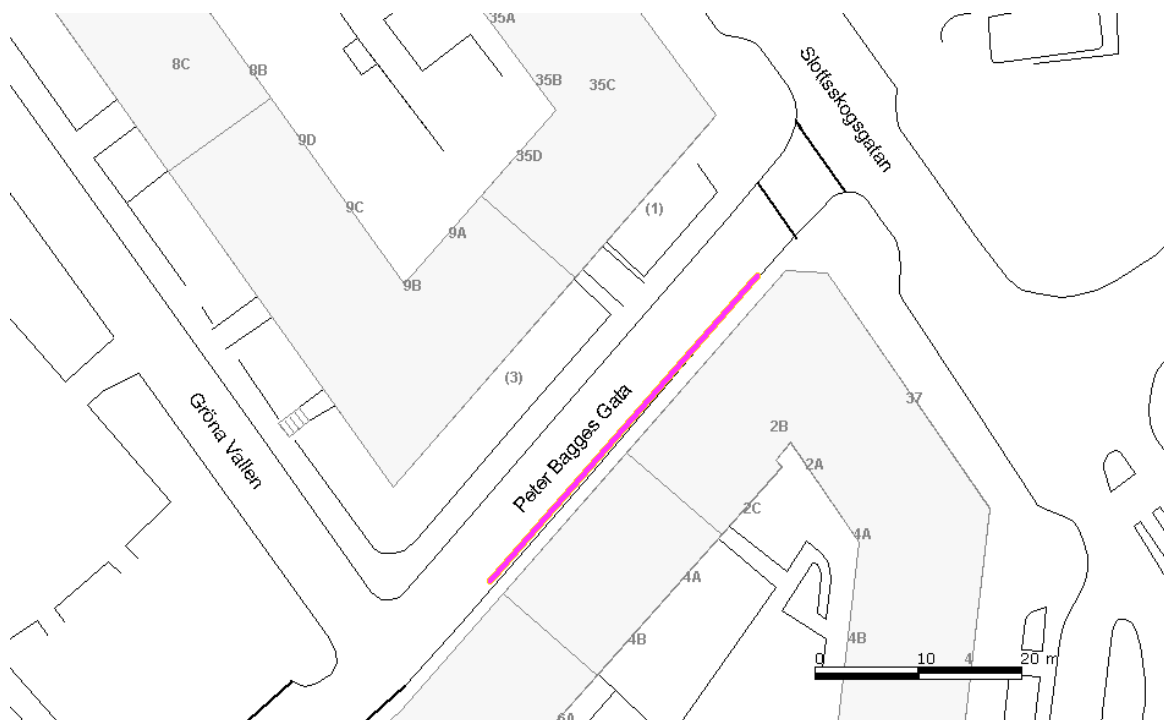 35A
8C
8B
35B
35C
Slottsskogsgatan
9D
35D
9C
(1)
9A
9B
(3)
Peter Bagges Gata
Gröna Vallen
37
2B
2A
2C
4A
4A
4B
4B
0 10 4 20 m
6A